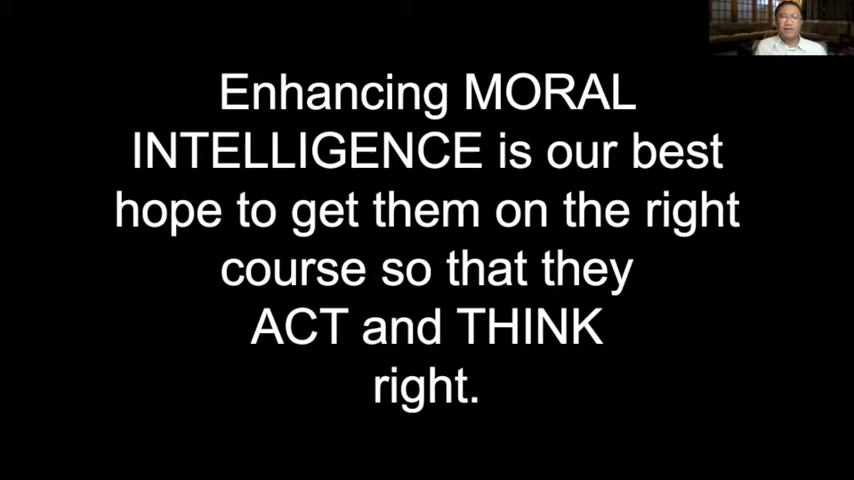 Enhancing MORAL
INTELLIGENCE is our best
hope to get them on the right
course so that they
ACT and THINK
right.